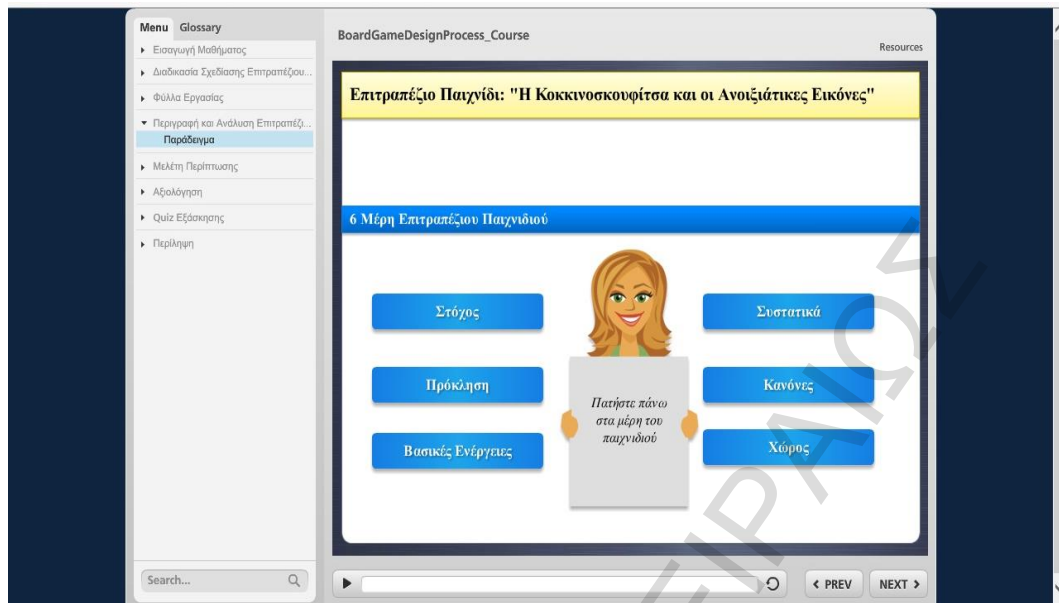 Menu Glossary
Εισαγωγή Μαθήματος
Διαδικασία Σχεδίασης Επιτραπέζιου...
Φύλλα Εργασίας
Περιγραφή και Ανάλυση Επιτραπέζι...
Παράδειγμα
Μελέτη Περίπτωσης
Αξιολόγηση
Quiz Εξάσκησης
Περίληψη
Search...
BoardGameDesignProcess_Course
Resources
Επιτραπέζιο Παιχνίδι: "Η Κοκκινοσκουφίτσα και οι Ανοιξιάτικες Εικόνες"
6 Μέρη Επιτραπέζιου Παιχνιδιού
Στόχος
Πρόκληση
Βασικές Ενέργειες
Πατήστε πάνω
στα μέρη του
παιχνιδιού
Συστατικά
Κανόνες
Χώρος
< PREV NEXT >
ΕΙΡΑΙΩΣ